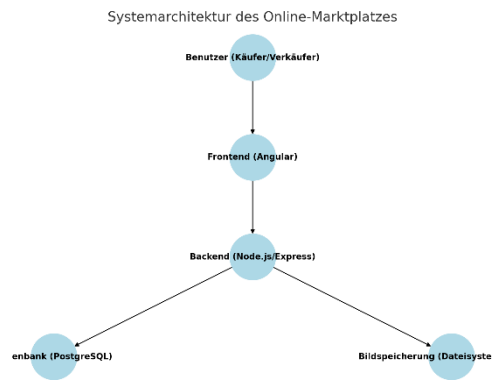 Systemarchitektur des Online-Marktplatzes
Benutzer (Käufer/Verkäufer)
Frontend (Angular)
Backend (Node.js/Express)
enbank (PostgreSQL)
Bildspeicherung (Dateisyste